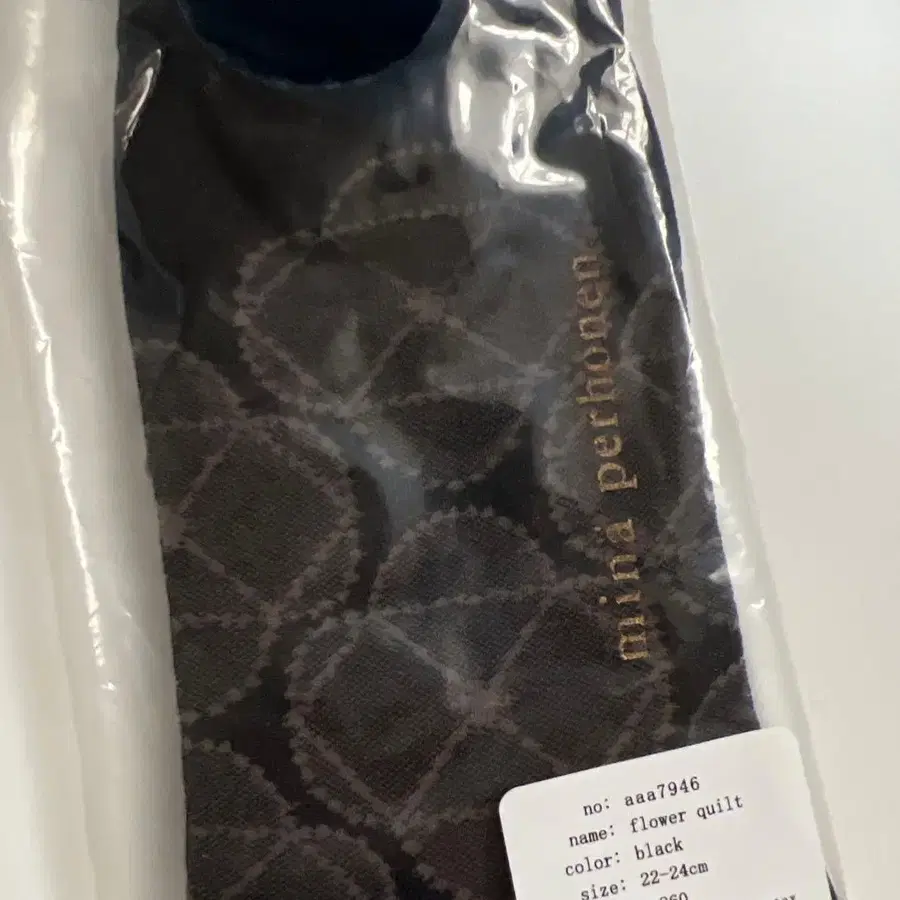 mina perhonen
no: aaa7946
name: flower quilt
color: black
size: 22-24cm